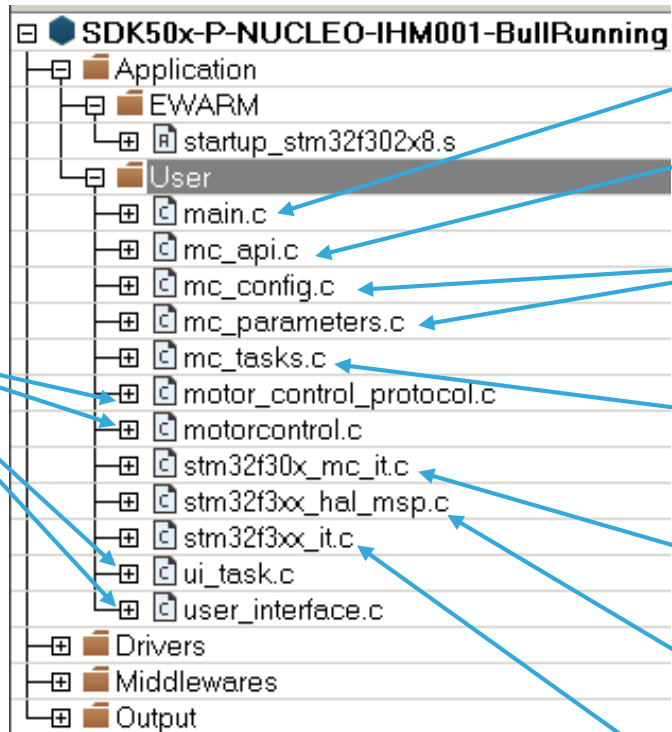 SDK50x-P-NUCLEO-IHM001-BullRunning
Application
EWARM
startup_stm32f302x8.s
User
main.c
mc_api.c
mc_config.c
mc_parameters.c
mc_tasks.c
motor_control_protocol.c
motorcontrol.c
stm32f30x_mc_it.c
stm32f3xx_hal_msp.c
stm32f3xx_it.c
ui_task.c
user_interface.c
Drivers
Middlewares
Output